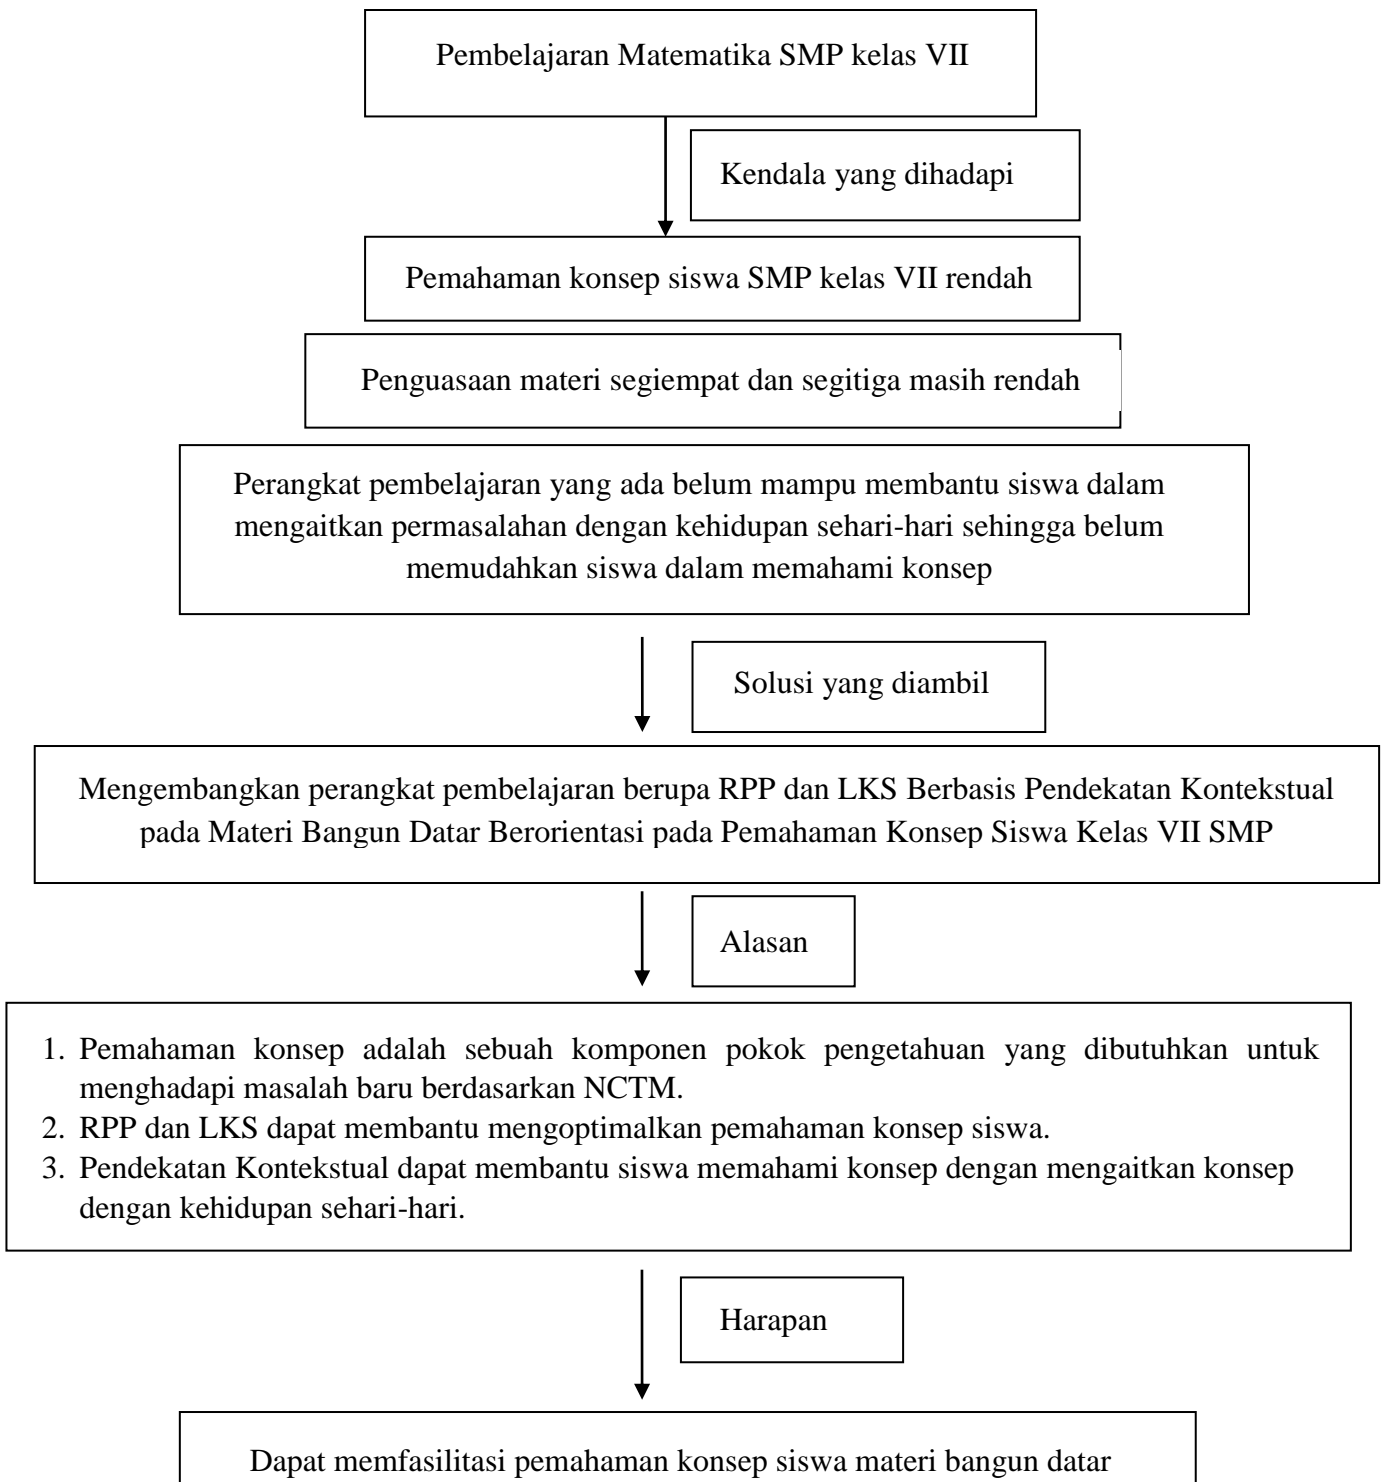 Pembelajaran Matematika SMP kelas VII
Kendala yang dihadapi
Pemahaman konsep siswa SMP kelas VII rendah
Penguasaan materi segiempat dan segitiga masih rendah
Perangkat pembelajaran yang ada belum mampu membantu siswa dalam
mengaitkan permasalahan dengan kehidupan sehari-hari sehingga belum
memudahkan siswa dalam memahami konsep
Solusi yang diambil
Mengembangkan perangkat pembelajaran berupa RPP dan LKS Berbasis Pendekatan Kontekstual
pada Materi Bangun Datar Berorientasi pada Pemahaman Konsep Siswa Kelas VII SMP
Alasan
1. Pemahaman konsep adalah sebuah komponen pokok pengetahuan yang dibutuhkan untuk
menghadapi masalah baru berdasarkan NCTM.
2. RPP dan LKS dapat membantu mengoptimalkan pemahaman konsep siswa.
3. Pendekatan Kontekstual dapat membantu siswa memahami konsep dengan mengaitkan konsep
dengan kehidupan sehari-hari.
Harapan
Dapat memfasilitasi pemahaman konsep siswa materi bangun datar